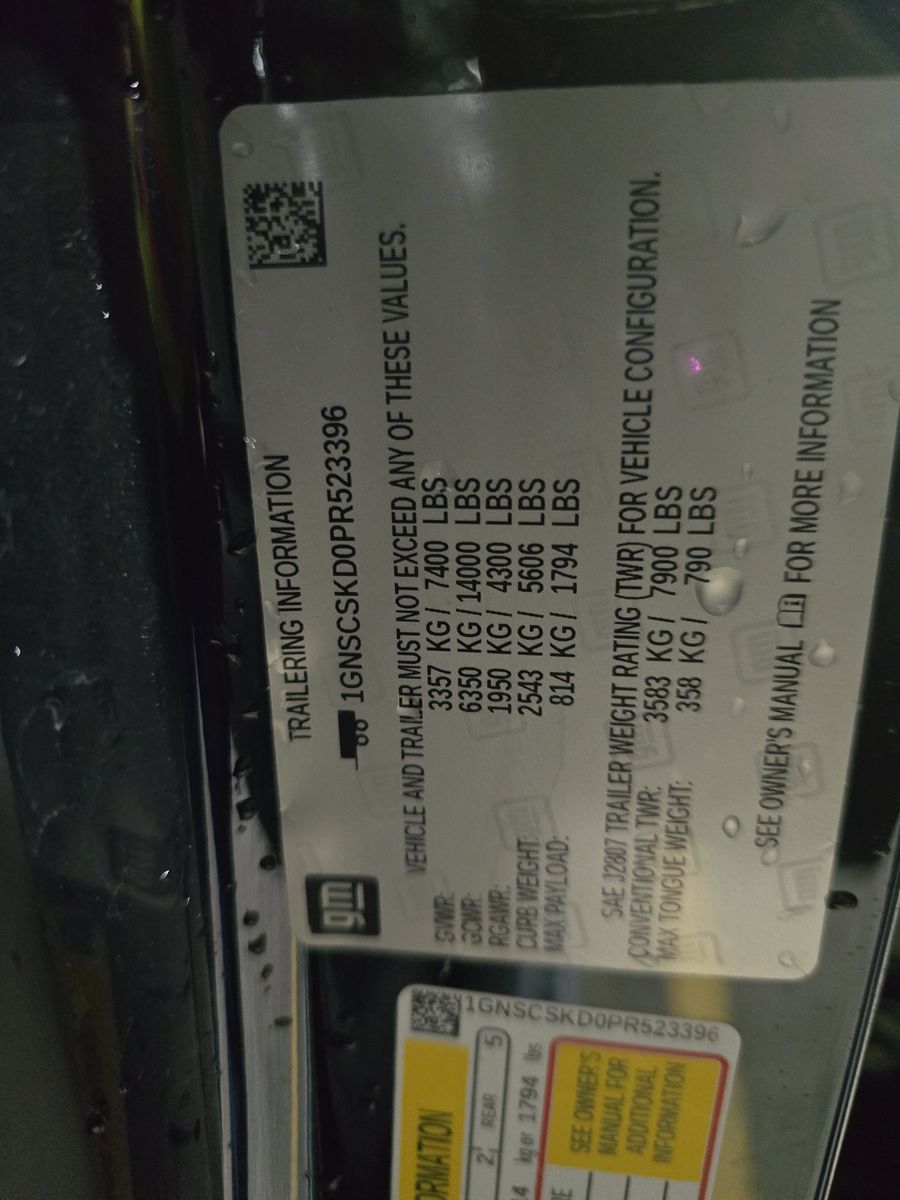 gm
TRAILERING INFORMATION
1GNSCSKD0PR523396
VEHICLE AND TRAILER MUST NOT EXCEED ANY OF THESE VALUES.
GVWR: 3357 KG / 7400 LBS
GCWR: 6350 KG / 14000 LBS
RGAWR: 1950 KG / 4300 LBS
CURB WEIGHT: 2543 KG / 5606 LBS
MAX PAYLOAD: 814 KG / 1794 LBS
SAE J2807 TRAILER WEIGHT RATING (TWR) FOR VEHICLE CONFIGURATION.
CONVENTIONAL TWR: 3583 KG / 7900 LBS
MAX TONGUE WEIGHT: 358 KG / 790 LBS
SEE OWNER'S MANUAL FOR MORE INFORMATION
1GNSCSKD0PR523396
2 REAR 5
kg or 1794 lbs
SEE OWNER'S
MANUAL FOR
ADDITIONAL
INFORMATION